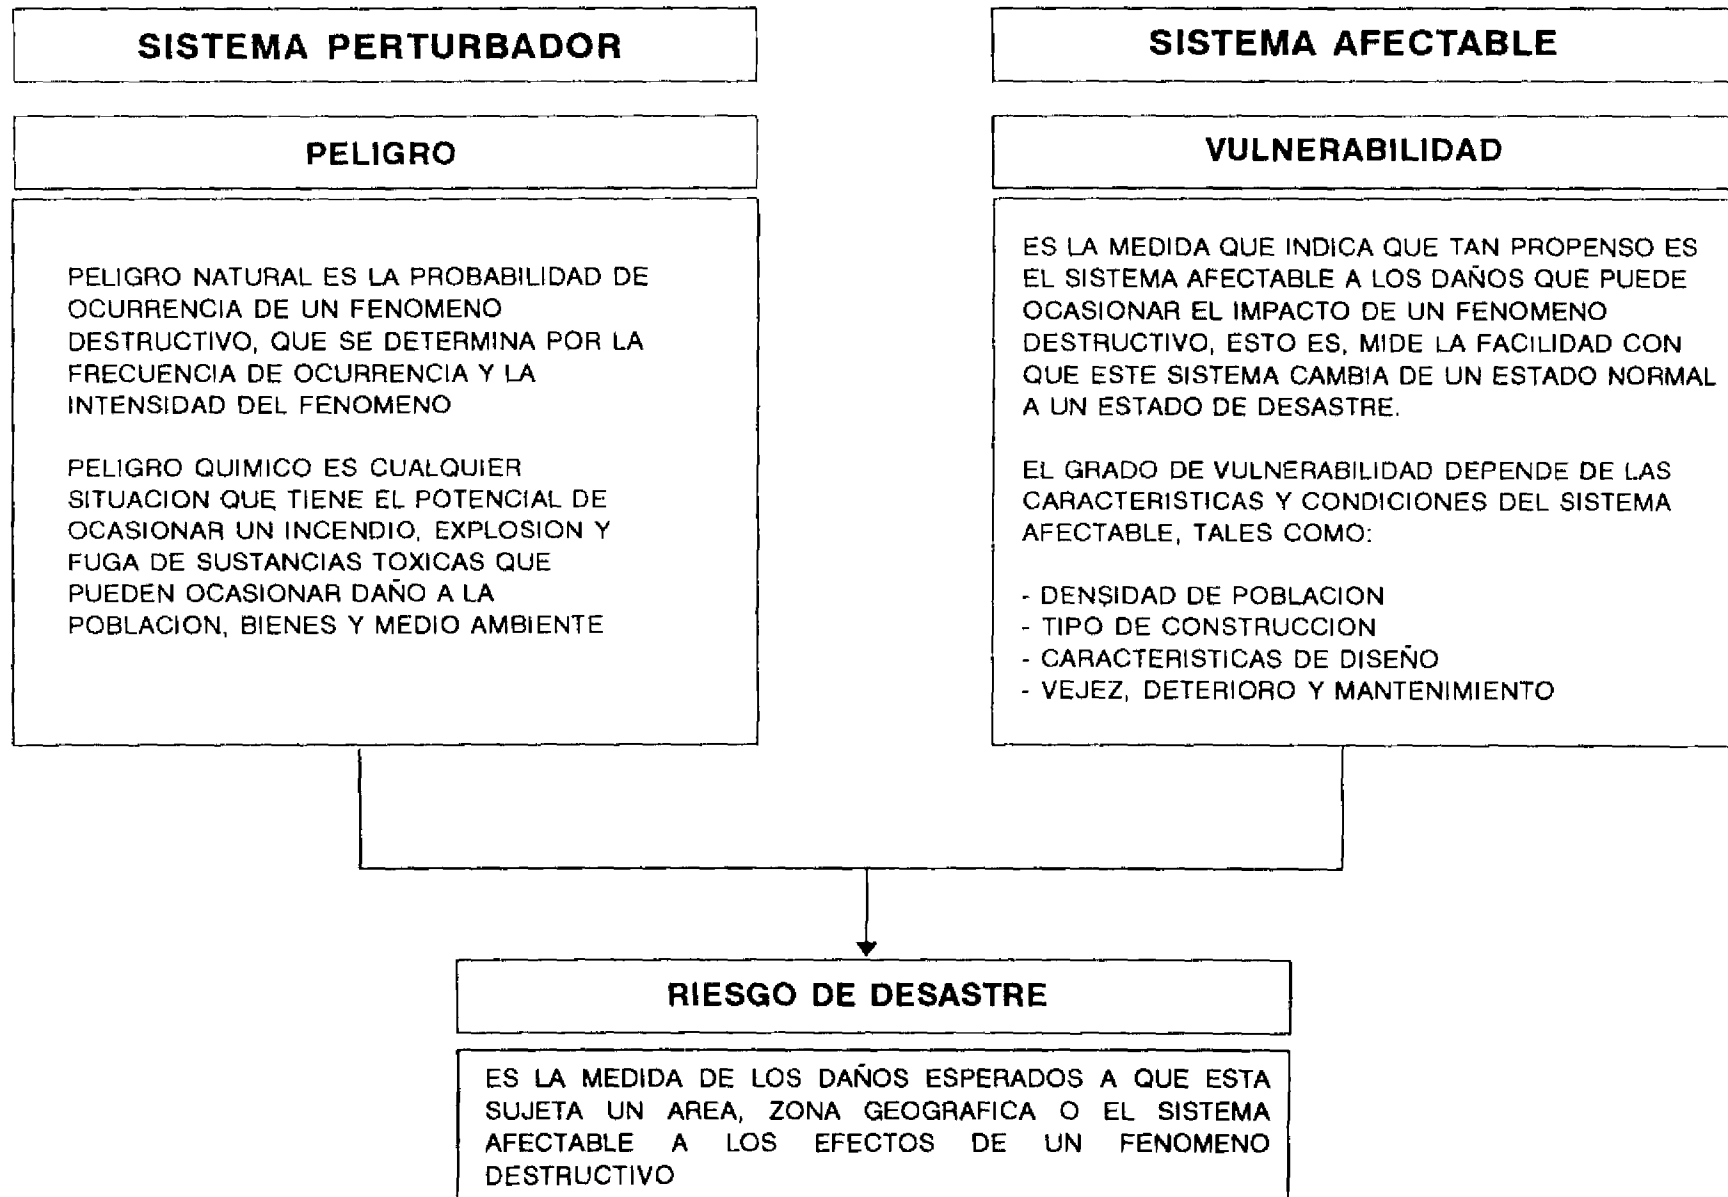 SISTEMA PERTURBADOR
PELIGRO
PELIGRO NATURAL ES LA PROBABILIDAD DE
OCURRENCIA DE UN FENOMENO
DESTRUCTIVO, QUE SE DETERMINA POR LA
FRECUENCIA DE OCURRENCIA Y LA
INTENSIDAD DEL FENOMENO
PELIGRO QUIMICO ES CUALQUIER
SITUACION QUE TIENE EL POTENCIAL DE
OCASIONAR UN INCENDIO, EXPLOSION Y
FUGA DE SUSTANCIAS TOXICAS QUE
PUEDEN OCASIONAR DAÑO A LA
POBLACION, BIENES Y MEDIO AMBIENTE
SISTEMA AFECTABLE
VULNERABILIDAD
ES LA MEDIDA QUE INDICA QUE TAN PROPENSO ES
EL SISTEMA AFECTABLE A LOS DAÑOS QUE PUEDE
OCASIONAR EL IMPACTO DE UN FENOMENO
DESTRUCTIVO, ESTO ES, MIDE LA FACILIDAD CON
QUE ESTE SISTEMA CAMBIA DE UN ESTADO NORMAL
A UN ESTADO DE DESASTRE.
EL GRADO DE VULNERABILIDAD DEPENDE DE LAS
CARACTERISTICAS Y CONDICIONES DEL SISTEMA
AFECTABLE, TALES COMO:
- DENSIDAD DE POBLACION
- TIPO DE CONSTRUCCION
- CARACTERISTICAS DE DISEÑO
- VEJEZ, DETERIORO Y MANTENIMIENTO
RIESGO DE DESASTRE
ES LA MEDIDA DE LOS DAÑOS ESPERADOS A QUE ESTA
SUJETA UN AREA, ZONA GEOGRAFICA O EL SISTEMA
AFECTABLE A LOS EFECTOS DE UN FENOMENO
DESTRUCTIVO